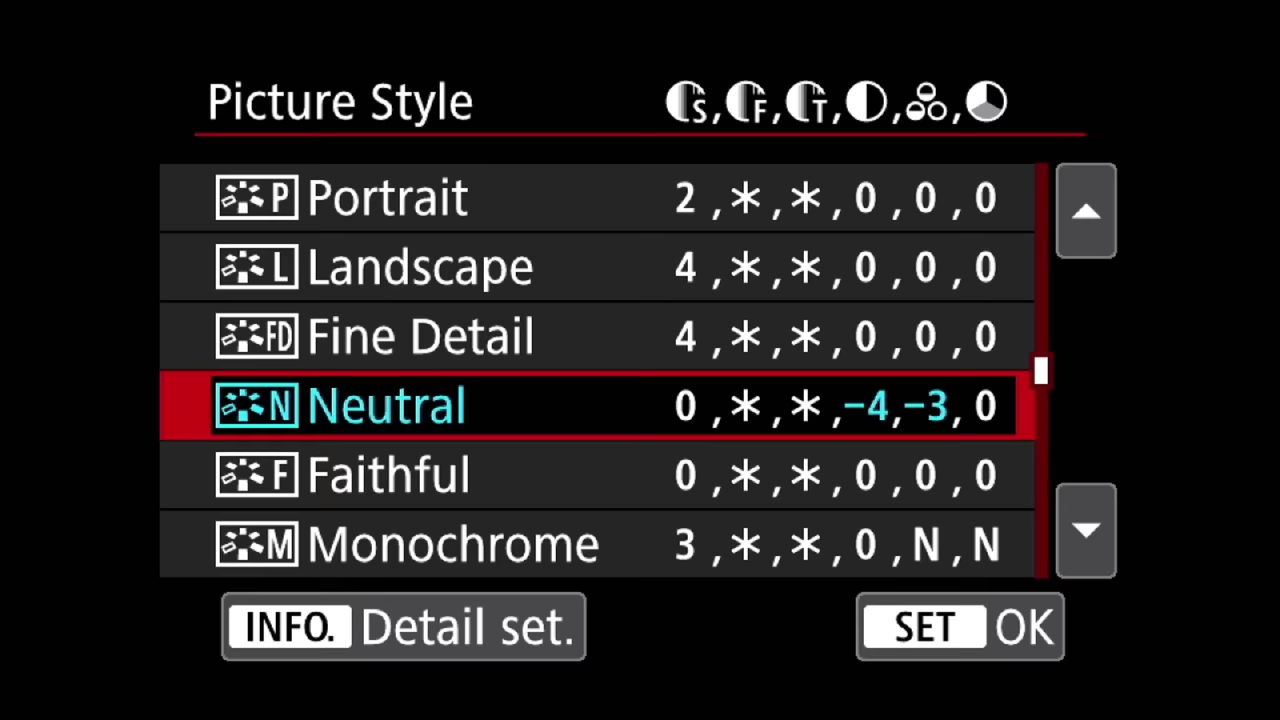 Picture Style S, F, T, , ,
P Portrait 2 , * , * , 0 , 0 , 0
L Landscape 4 , * , * , 0 , 0 , 0
FD Fine Detail 4 , * , * , 0 , 0 , 0
N Neutral 0 , * , * , -4 , -3 , 0
F Faithful 0 , * , * , 0 , 0 , 0
M Monochrome 3 , * , * , 0 , N , N
INFO. Detail set. SET OK